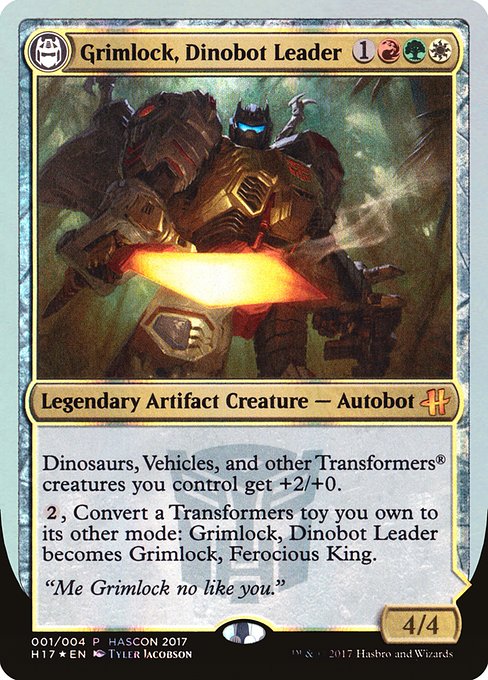 Grimlock, Dinobot Leader 1
Legendary Artifact Creature — Autobot H
Dinosaurs, Vehicles, and other Transformers®
creatures you control get +2/+0.
2, Convert a Transformers toy you own to
its other mode: Grimlock, Dinobot Leader
becomes Grimlock, Ferocious King.
“Me Grimlock no like you.”
4/4
001/004 P HASCON 2017
H17★EN Tyler Jacobson
™ & © 2017 Hasbro and Wizards